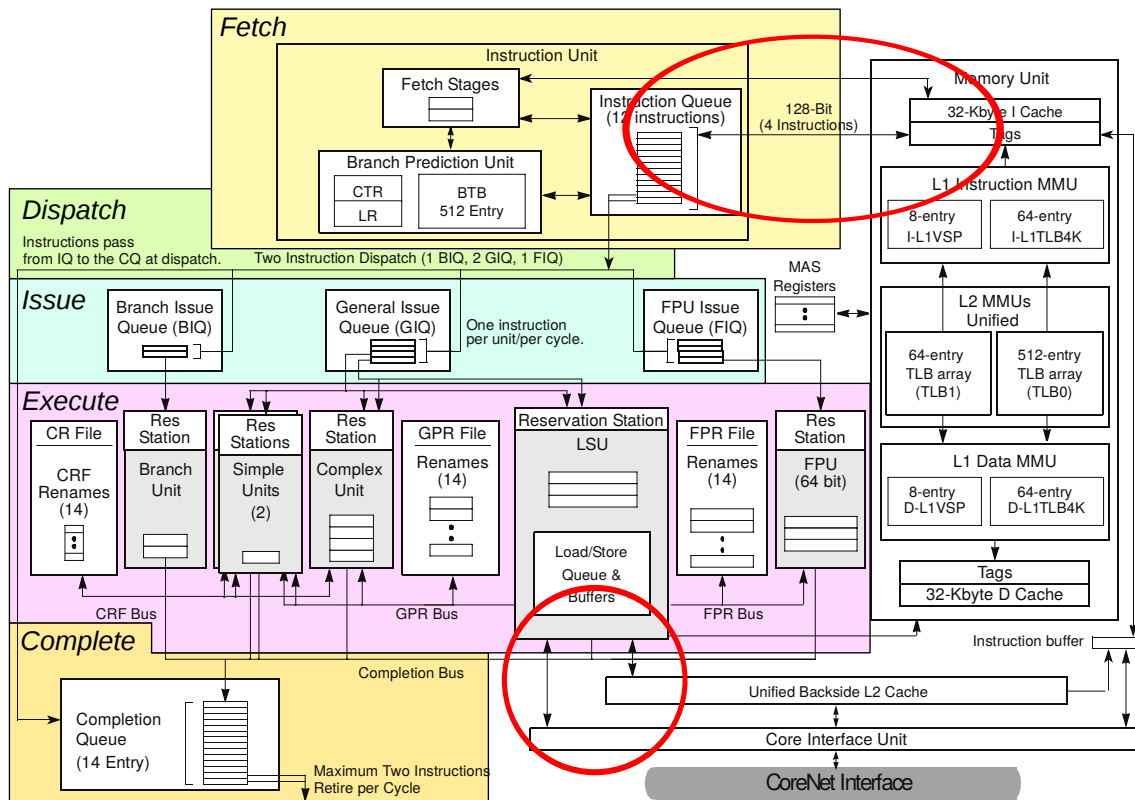 Fetch
Instruction Unit
Fetch Stages
Instruction Queue
(12 instructions)
128-Bit
(4 Instructions)
Branch Prediction Unit
CTR
LR
BTB
512 Entry
Memory Unit
32-Kbyte I Cache
Tags
L1 Instruction MMU
8-entry
I-L1VSP
64-entry
I-L1TLB4K
Dispatch
Instructions pass
from IQ to the CQ at dispatch.
Two Instruction Dispatch (1 BIQ, 2 GIQ, 1 FIQ)
MAS
Registers
Issue
Branch Issue
Queue (BIQ)
General Issue
Queue (GIQ)
One instruction
per unit/per cycle.
FPU Issue
Queue (FIQ)
L2 MMUs
Unified
64-entry
TLB array
(TLB1)
512-entry
TLB array
(TLB0)
Execute
CR File
CRF
Renames
(14)
Res
Station
Branch
Unit
Res
Stations
Simple
Units
(2)
Res
Station
Complex
Unit
GPR File
Renames
(14)
Reservation Station
LSU
Load/Store
Queue &
Buffers
FPR File
Renames
(14)
Res
Station
FPU
(64 bit)
L1 Data MMU
8-entry
D-L1VSP
64-entry
D-L1TLB4K
Tags
32-Kbyte D Cache
CRF Bus
GPR Bus
FPR Bus
Instruction buffer
Complete
Completion Bus
Unified Backside L2 Cache
Completion
Queue
(14 Entry)
Core Interface Unit
Maximum Two Instructions
Retire per Cycle
CoreNet Interface